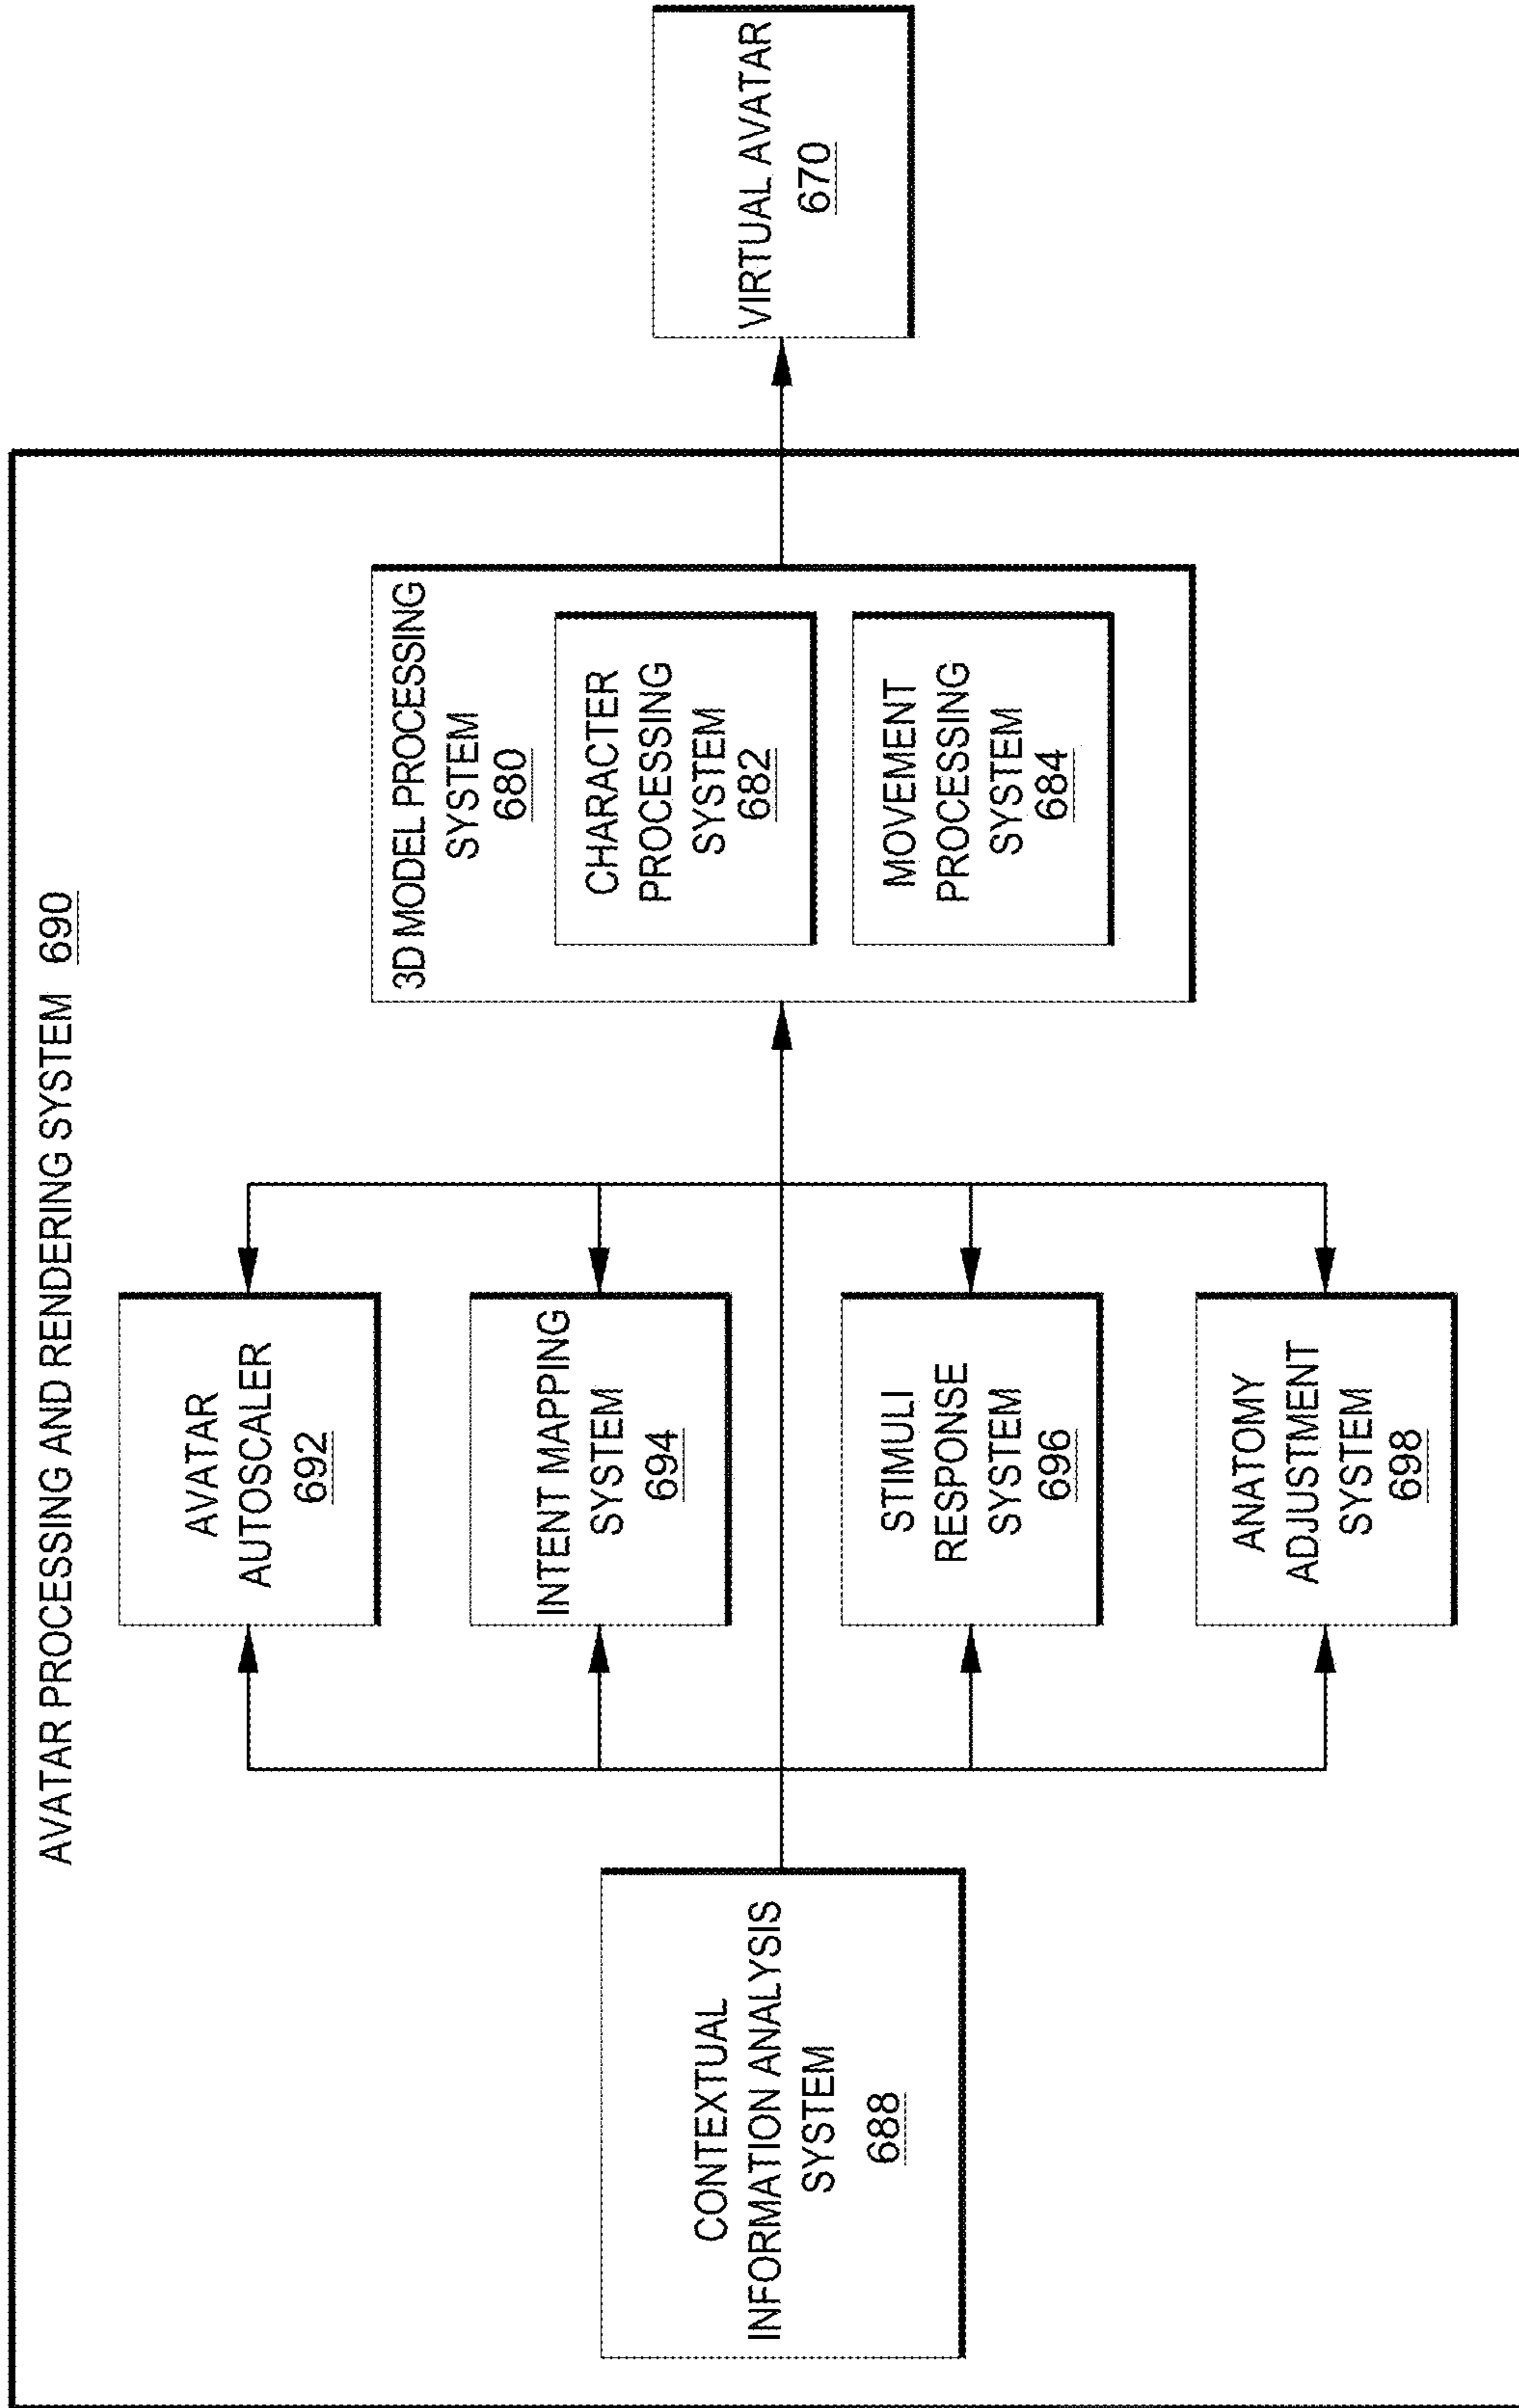 AVATAR PROCESSING AND RENDERING SYSTEM 690
CONTEXTUAL
INFORMATION ANALYSIS
SYSTEM
688
AVATAR
AUTOSCALER
692
INTENT MAPPING
SYSTEM
694
STIMULI
RESPONSE
SYSTEM
696
ANATOMY
ADJUSTMENT
SYSTEM
698
3D MODEL PROCESSING
SYSTEM
680
CHARACTER
PROCESSING
SYSTEM
682
MOVEMENT
PROCESSING
SYSTEM
684
VIRTUAL AVATAR
670